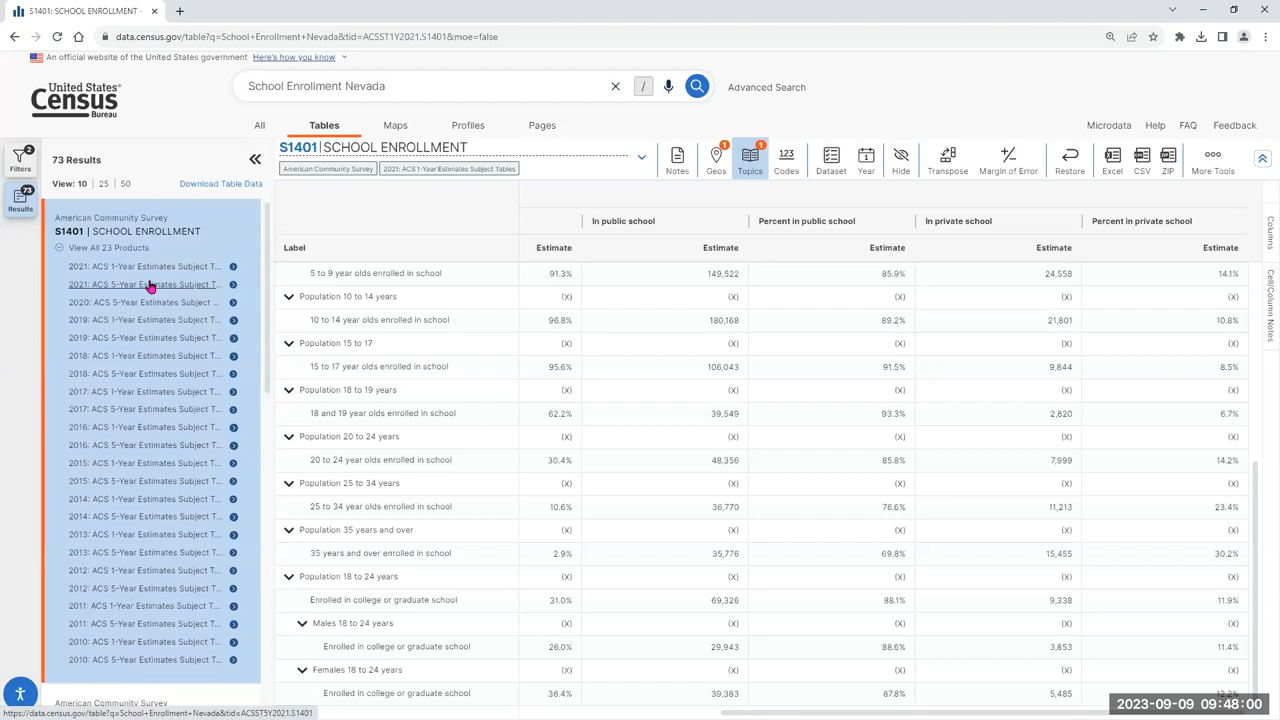 S1401: SCHOOL ENROLLMENT -
data.census.gov/table?q=School+Enrollment+Nevada&tid=ACSST1Y2021.S1401&moe=false
An official website of the United States government Here's how you know
United States®
Census
Bureau
School Enrollment Nevada
/
Advanced Search
All Tables Maps Profiles Pages
Microdata Help FAQ Feedback
2
Filters
73
Results
73 Results
View: 10 | 25 | 50 Download Table Data
American Community Survey
S1401 | SCHOOL ENROLLMENT
View All 23 Products
2021: ACS 1-Year Estimates Subject T...
2021: ACS 5-Year Estimates Subject T...
2020: ACS 5-Year Estimates Subject ...
2019: ACS 1-Year Estimates Subject T...
2019: ACS 5-Year Estimates Subject T...
2018: ACS 1-Year Estimates Subject T...
2018: ACS 5-Year Estimates Subject T...
2017: ACS 1-Year Estimates Subject T...
2017: ACS 5-Year Estimates Subject T...
2016: ACS 1-Year Estimates Subject T...
2016: ACS 5-Year Estimates Subject T...
2015: ACS 1-Year Estimates Subject T...
2015: ACS 5-Year Estimates Subject T...
2014: ACS 1-Year Estimates Subject T...
2014: ACS 5-Year Estimates Subject T...
2013: ACS 1-Year Estimates Subject T...
2013: ACS 5-Year Estimates Subject T...
2012: ACS 1-Year Estimates Subject T...
2012: ACS 5-Year Estimates Subject T...
2011: ACS 1-Year Estimates Subject T...
2011: ACS 5-Year Estimates Subject T...
2010: ACS 1-Year Estimates Subject T...
2010: ACS 5-Year Estimates Subject T...
American Community Survey
S1401 | SCHOOL ENROLLMENT
American Community Survey 2021: ACS 1-Year Estimates Subject Tables
1 1 123
Notes Geos Topics Codes Dataset Year Hide Transpose Margin of Error Restore Excel CSV ZIP More Tools
In public school Percent in public school In private school Percent in private school
Label Estimate Estimate Estimate Estimate Estimate
5 to 9 year olds enrolled in school 91.3% 149,522 85.9% 24,558 14.1%
Population 10 to 14 years (X) (X) (X) (X) (X)
10 to 14 year olds enrolled in school 96.8% 180,168 89.2% 21,801 10.8%
Population 15 to 17 (X) (X) (X) (X) (X)
15 to 17 year olds enrolled in school 95.6% 106,043 91.5% 9,844 8.5%
Population 18 to 19 years (X) (X) (X) (X) (X)
18 and 19 year olds enrolled in school 62.2% 39,549 93.3% 2,820 6.7%
Population 20 to 24 years (X) (X) (X) (X) (X)
20 to 24 year olds enrolled in school 30.4% 48,356 85.8% 7,999 14.2%
Population 25 to 34 years (X) (X) (X) (X) (X)
25 to 34 year olds enrolled in school 10.6% 36,770 76.6% 11,213 23.4%
Population 35 years and over (X) (X) (X) (X) (X)
35 years and over enrolled in school 2.9% 35,776 69.8% 15,455 30.2%
Population 18 to 24 years (X) (X) (X) (X) (X)
Enrolled in college or graduate school 31.0% 69,326 88.1% 9,338 11.9%
Males 18 to 24 years (X) (X) (X) (X) (X)
Enrolled in college or graduate school 26.0% 29,943 88.6% 3,853 11.4%
Females 18 to 24 years (X) (X) (X) (X) (X)
Enrolled in college or graduate school 36.4% 39,383 87.8% 5,485 12.2%
Columns
Cell/Column Notes
https://data.census.gov/table?q=School+Enrollment+Nevada&tid=ACSST5Y2021.S1401
2023-09-09 09:48:00